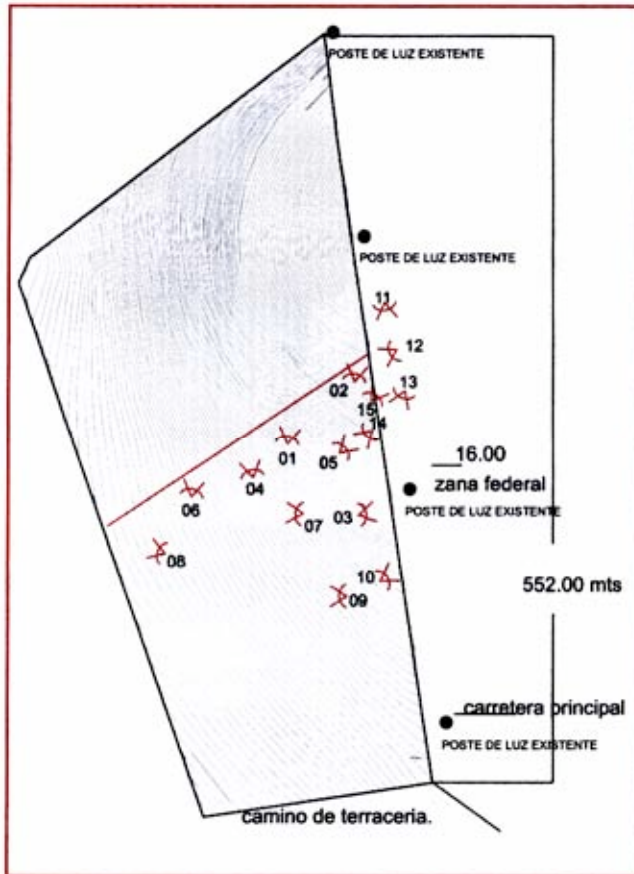 POSTE DE LUZ EXISTENTE
POSTE DE LUZ EXISTENTE
11
12
02
13
15
14
01
05
16.00
04
zana federal
06
07
03
POSTE DE LUZ EXISTENTE
08
10
552.00 mts
09
carretera principal
POSTE DE LUZ EXISTENTE
camino de terraceria.